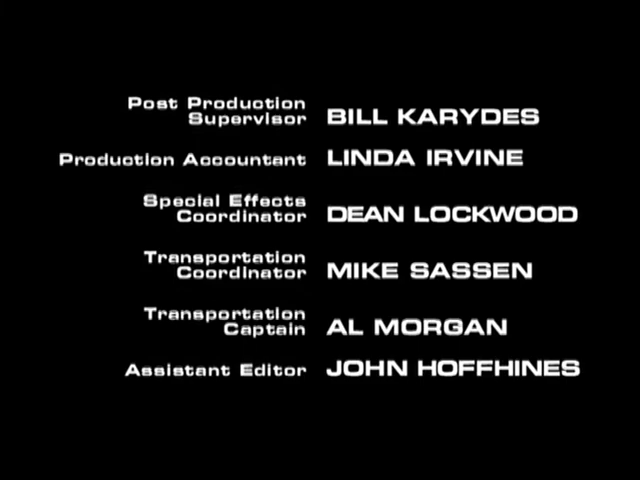 Post Production
Supervisor BILL KARYDES
Production Accountant LINDA IRVINE
Special Effects
Coordinator DEAN LOCKWOOD
Transportation
Coordinator MIKE SASSEN
Transportation
Captain AL MORGAN
Assistant Editor JOHN HOFFHINES